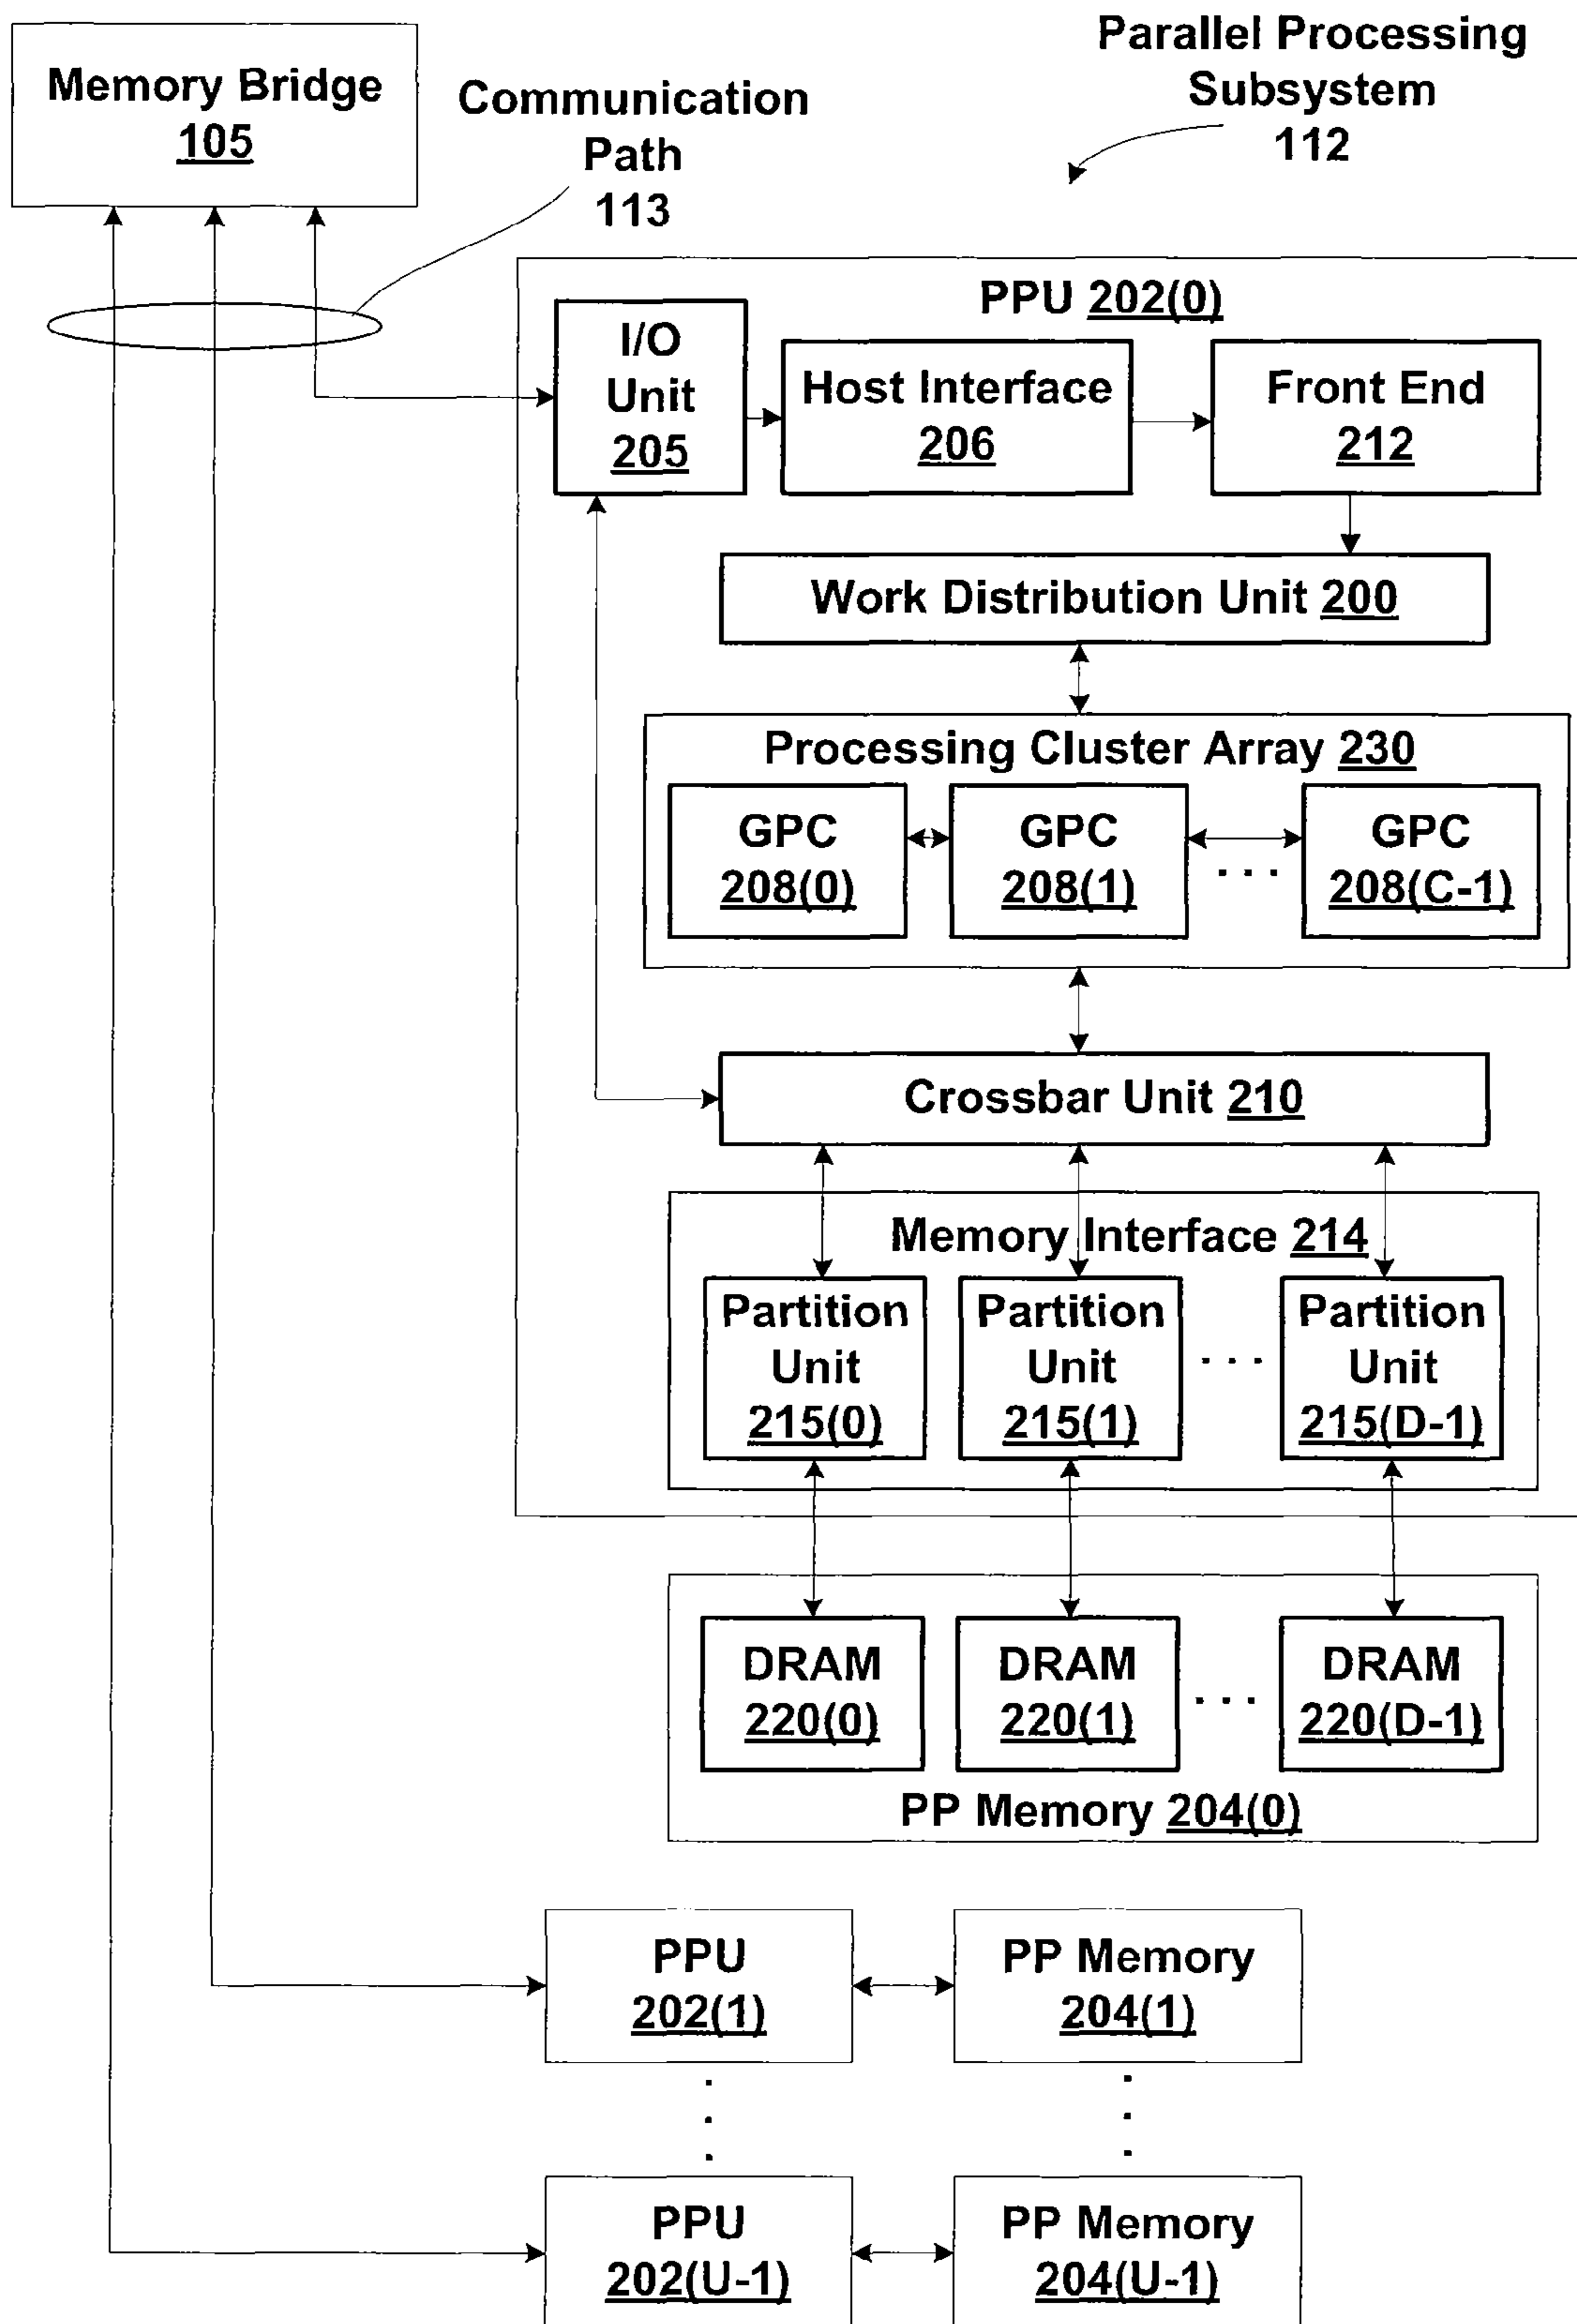 Parallel Processing
Subsystem
112
Memory Bridge
105
Communication
Path
113
PPU 202(0)
I/O
Unit
205
Host Interface
206
Front End
212
Work Distribution Unit 200
Processing Cluster Array 230
GPC
208(0)
GPC
208(1)
. . .
GPC
208(C-1)
Crossbar Unit 210
Memory Interface 214
Partition
Unit
215(0)
Partition
Unit
215(1)
. . .
Partition
Unit
215(D-1)
DRAM
220(0)
DRAM
220(1)
. . .
DRAM
220(D-1)
PP Memory 204(0)
PPU
202(1)
PP Memory
204(1)
PPU
202(U-1)
PP Memory
204(U-1)